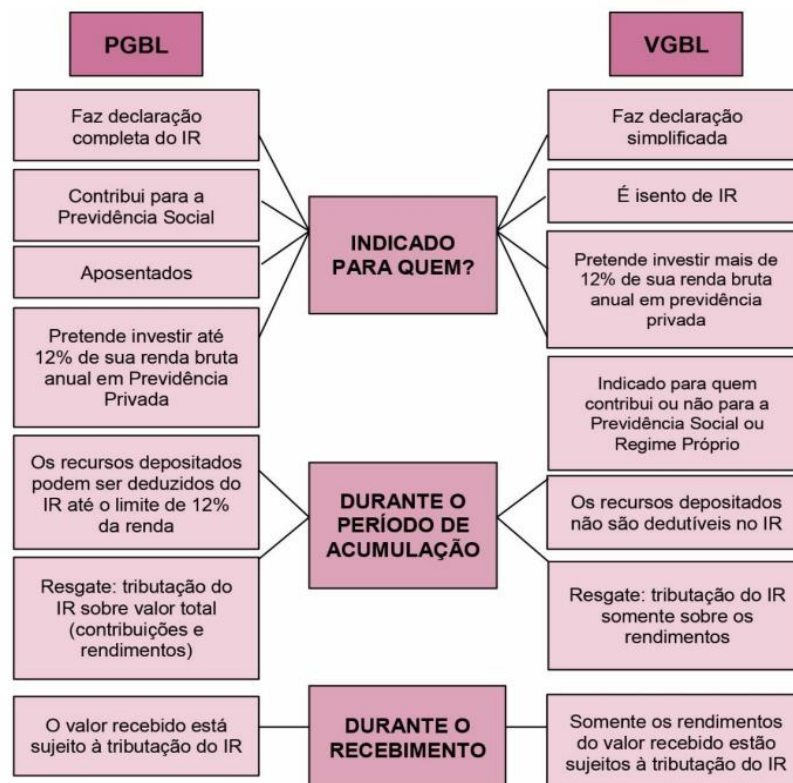 PGBL
VGBL
Faz declaração
completa do IR
Contribui para a
Previdência Social
Aposentados
Pretende investir até
12% de sua renda bruta
anual em Previdência
Privada
INDICADO
PARA QUEM?
Faz declaração
simplificada
É isento de IR
Pretende investir mais de
12% de sua renda bruta
anual em previdência
privada
Indicado para quem
contribui ou não para a
Previdência Social ou
Regime Próprio
Os recursos depositados
podem ser deduzidos do
IR até o limite de 12%
da renda
Resgate: tributação do
IR sobre valor total
(contribuições e
rendimentos)
DURANTE O
PERÍODO DE
ACUMULAÇÃO
Os recursos depositados
não são dedutíveis no IR
Resgate: tributação do IR
somente sobre os
rendimentos
O valor recebido está
sujeito à tributação do IR
DURANTE O
RECEBIMENTO
Somente os rendimentos
do valor recebido estão
sujeitos à tributação do IR